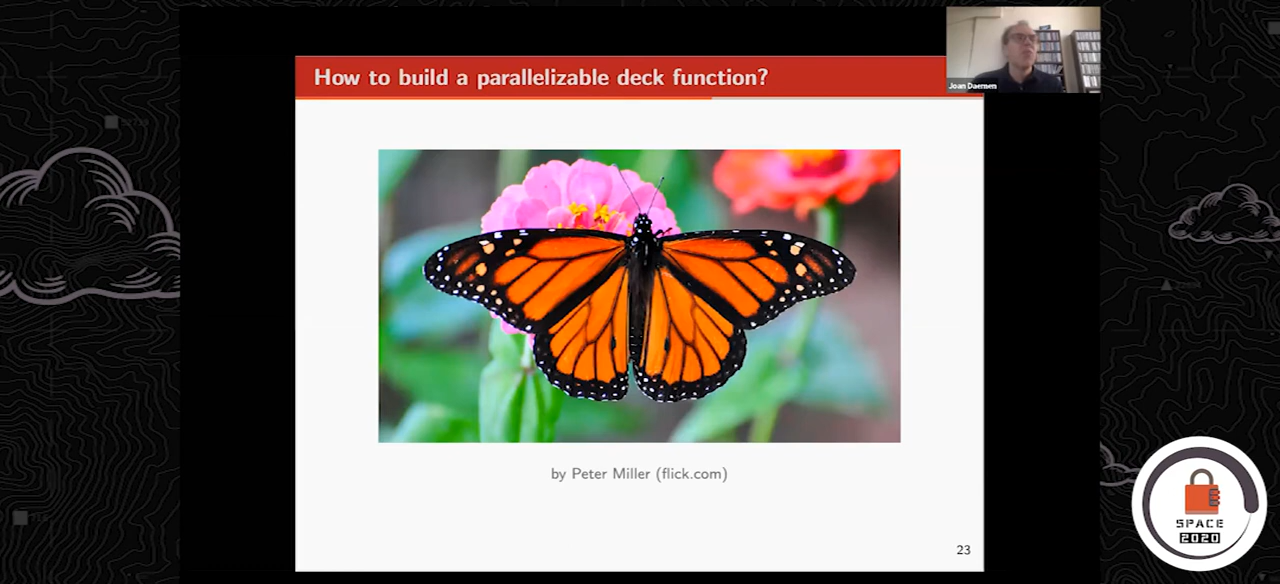 How to build a parallelizable deck function?
Joan Daemen
by Peter Miller (flick.com)
23
SPACE
2020